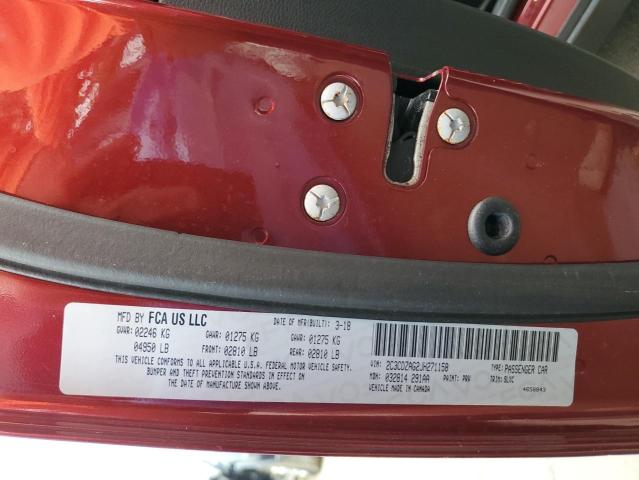 MFD BY FCA US LLC DATE OF MFR(BUILT): 3-18
GVWR: 02246 KG GAWR: 01275 KG GAWR: 01275 KG
04950 LB FRONT: 02810 LB REAR: 02810 LB
THIS VEHICLE CONFORMS TO ALL APPLICABLE U.S.A. FEDERAL MOTOR VEHICLE SAFETY,
BUMPER AND THEFT PREVENTION STANDARDS IN EFFECT ON
THE DATE OF MANUFACTURE SHOWN ABOVE.
VIN: 2C3CDZAG2JH271158 TYPE: PASSENGER CAR
MDH: 032814 291AA PAINT: PRV TRIM: BLVC
VEHICLE MADE IN CANADA 4658843